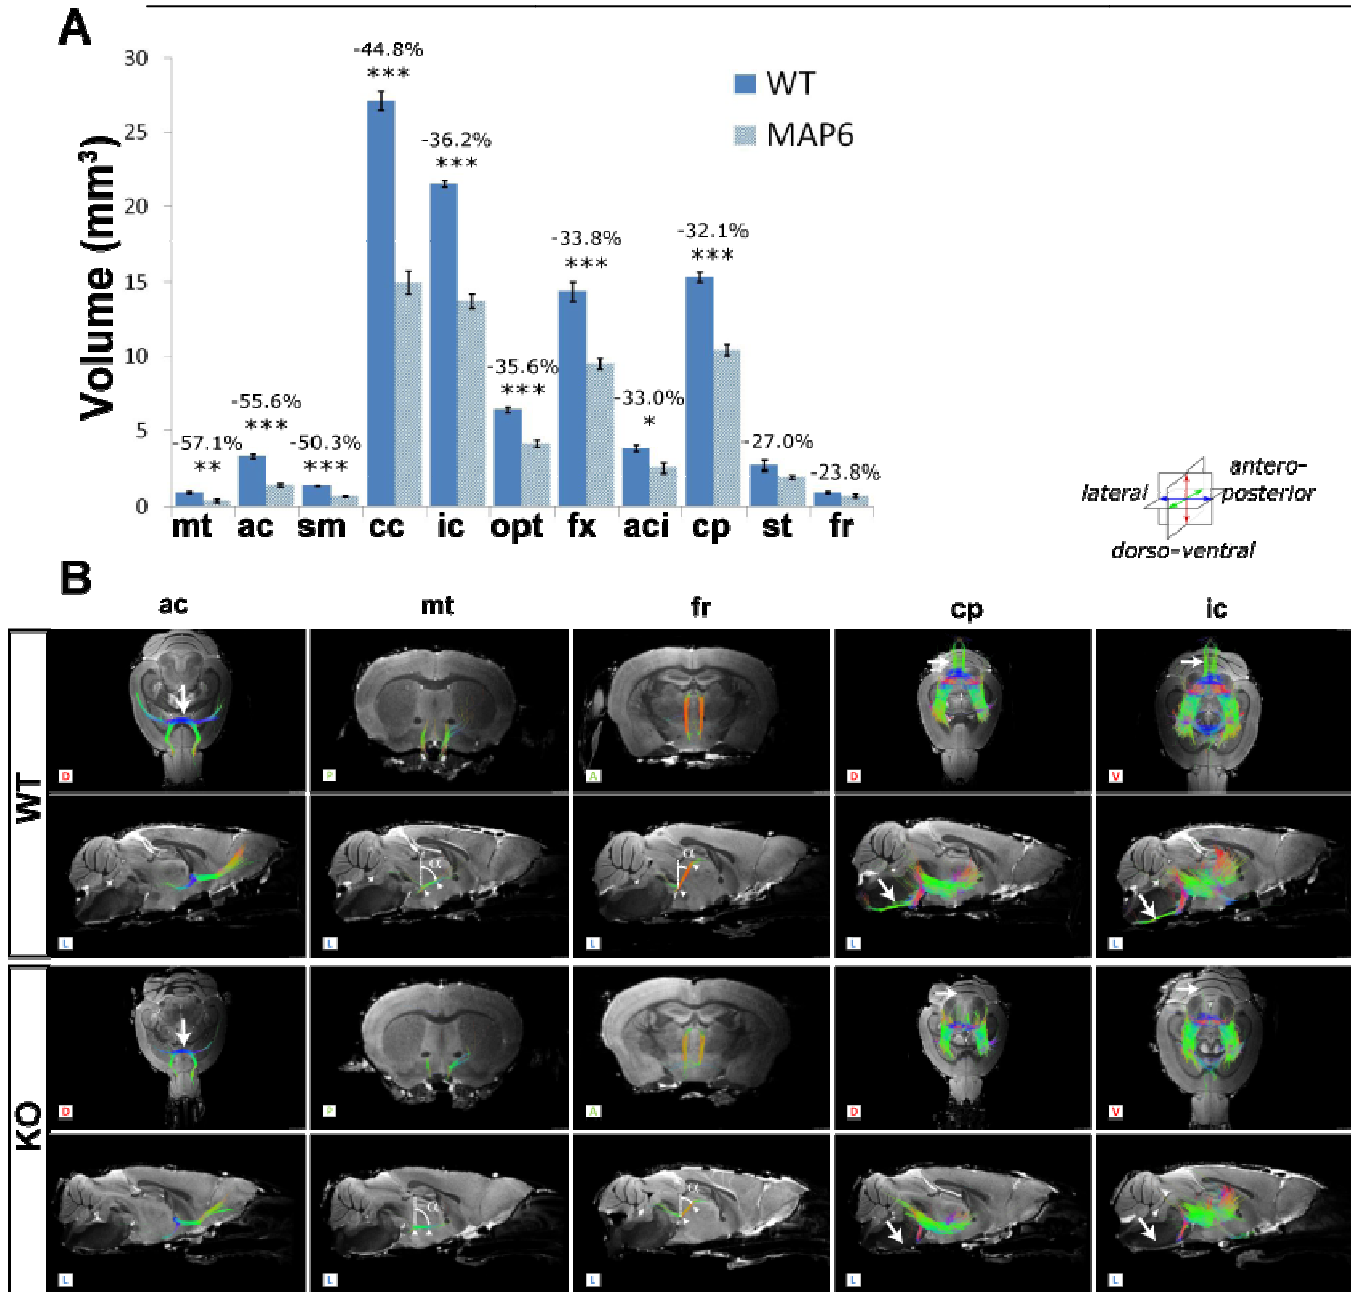 A
Volume (mm³)
30
25
20
15
10
5
0
-57.1%
**
-55.6%
***
-50.3%
***
-44.8%
***
-36.2%
***
-35.6%
***
-33.8%
***
-33.0%
*
-32.1%
***
-27.0%
-23.8%
WT
MAP6
mt ac sm cc ic opt fx aci cp st fr
lateral
antero-
posterior
dorso-ventral
B
ac mt fr cp ic
WT
D P A D V
α α
L L L L L
KO
D P A D V
α α
L L L L L